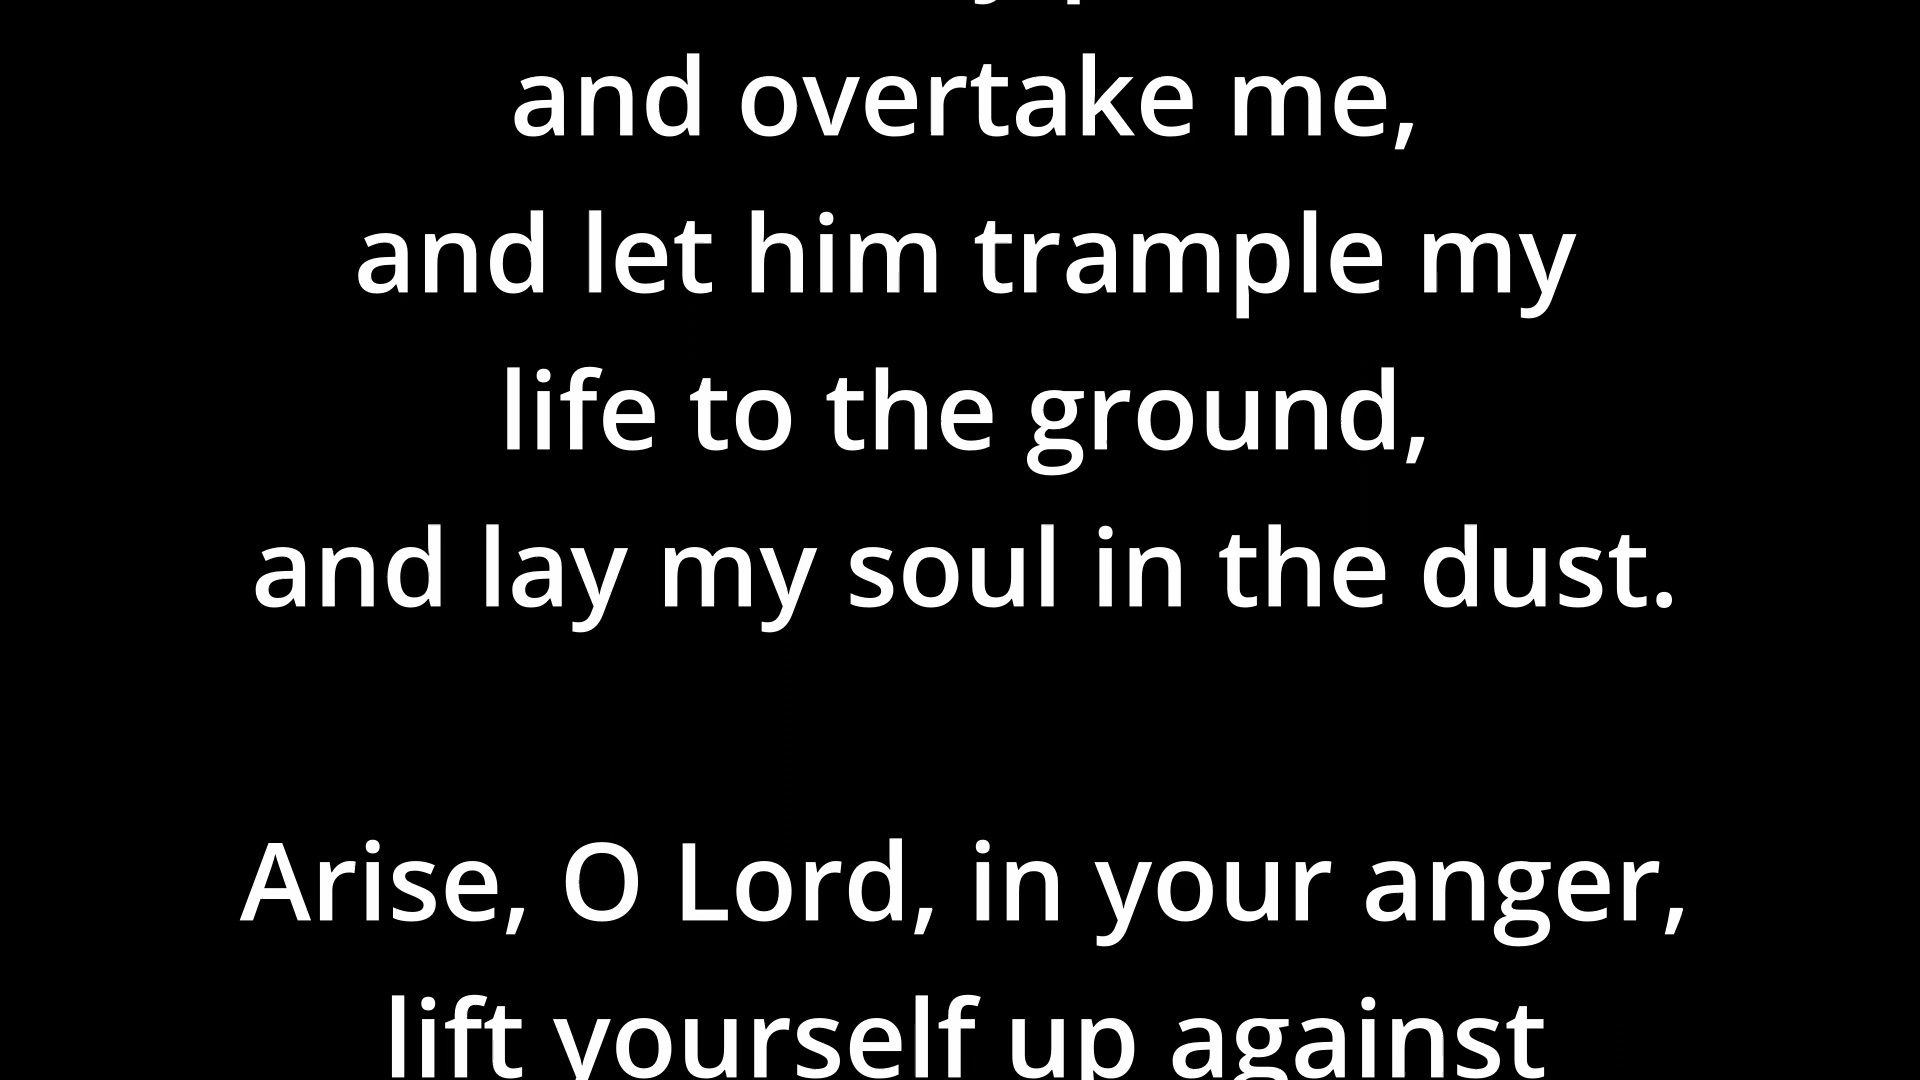 and overtake me,
and let him trample my
life to the ground,
and lay my soul in the dust.
Arise, O Lord, in your anger,
lift yourself up against